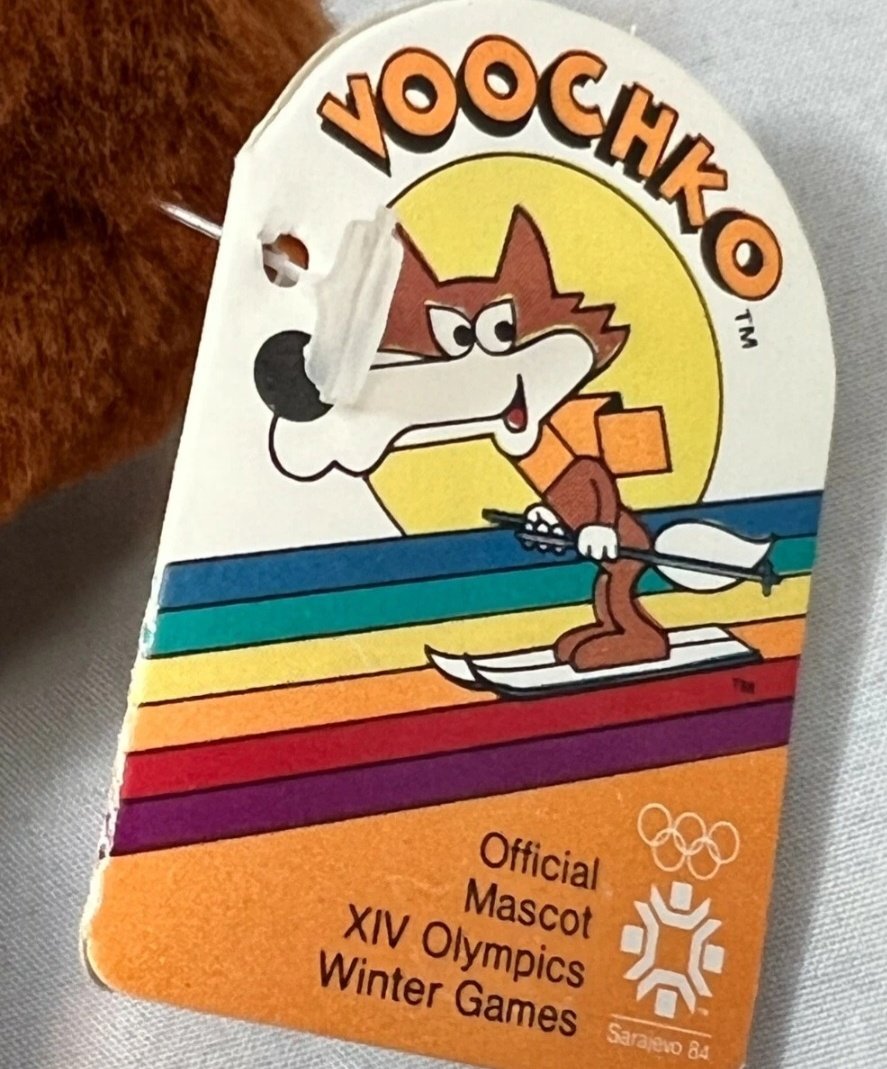 VOOCHKO
TM
TM
Official
Mascot
XIV Olympics
Winter Games
Sarajevo 84